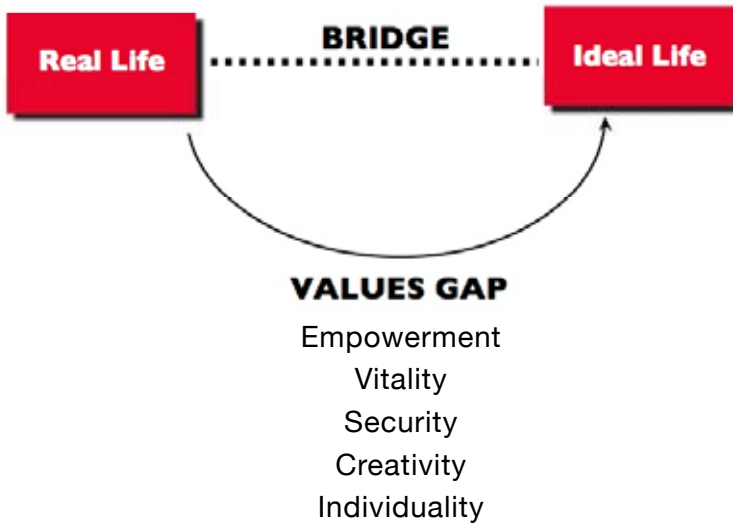 BRIDGE
Real Life
Ideal Life
VALUES GAP
Empowerment
Vitality
Security
Creativity
Individuality